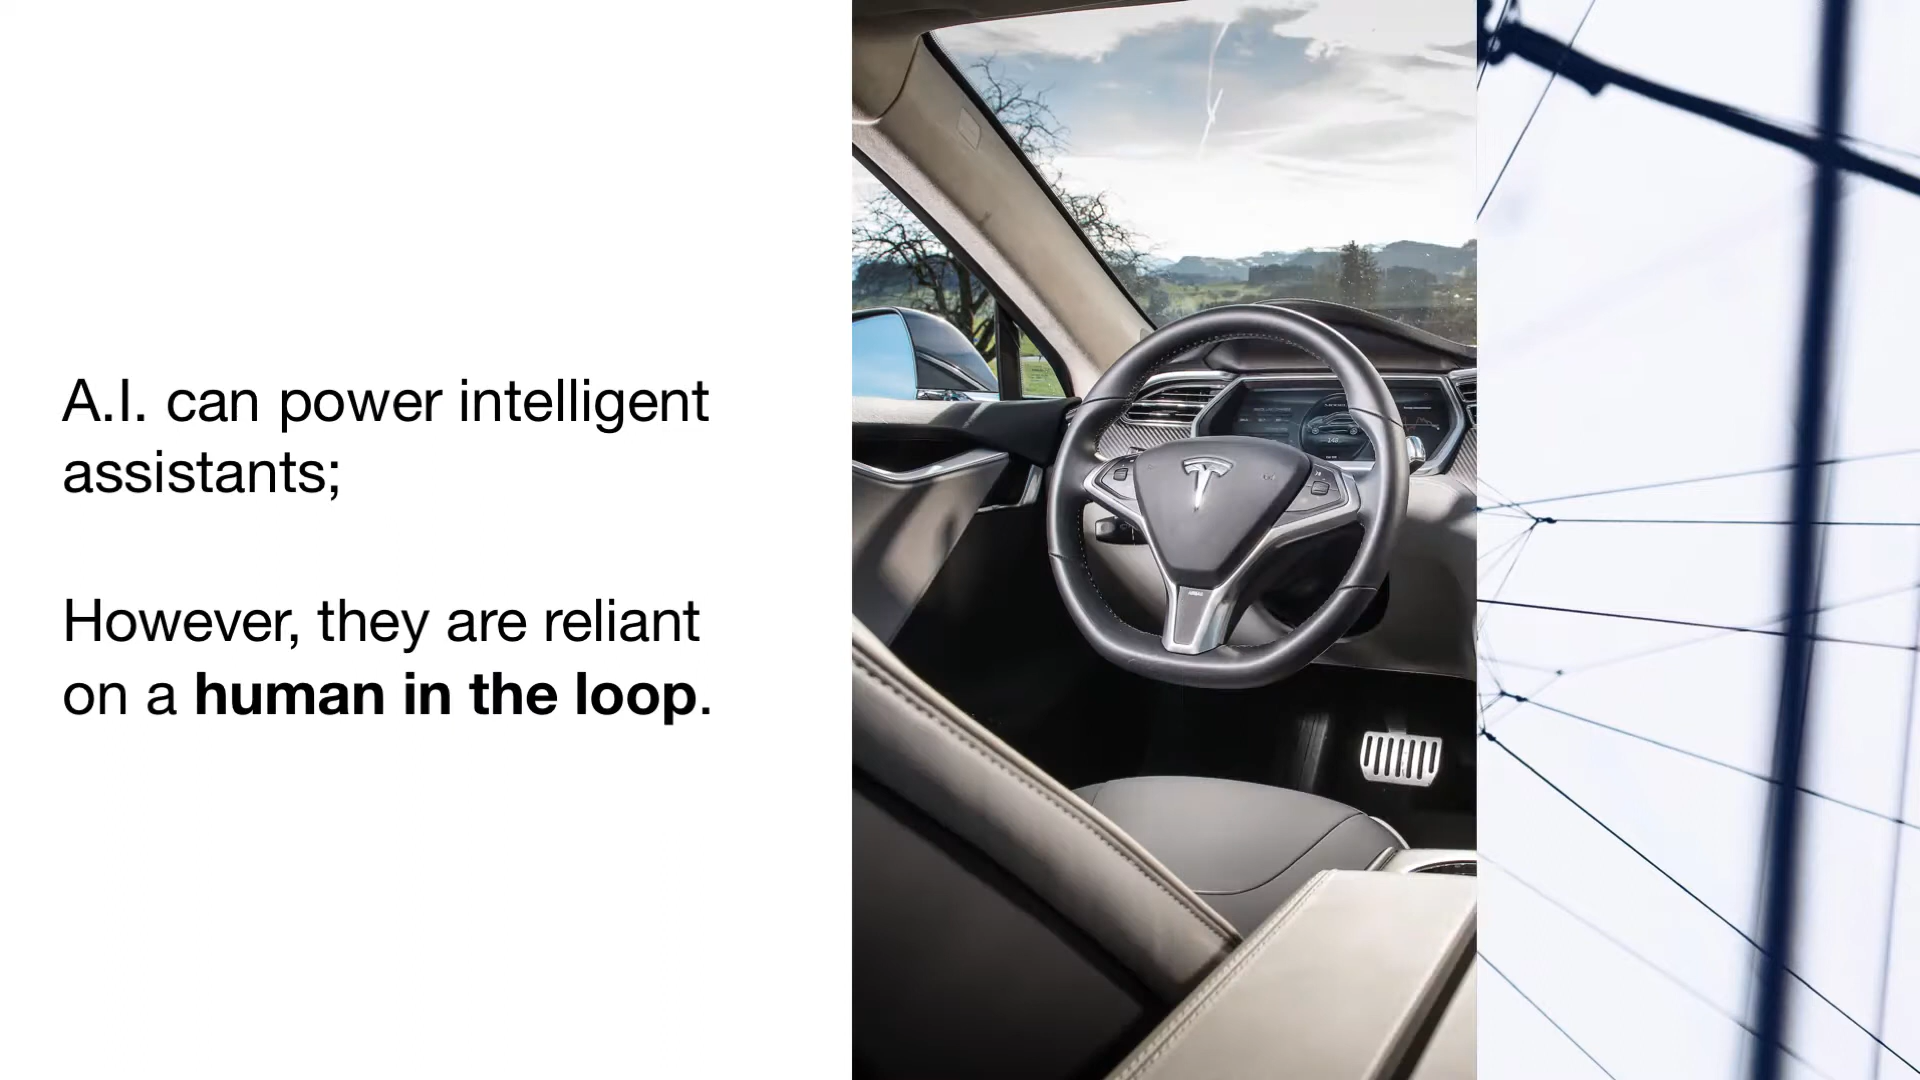 A.I. can power intelligent
assistants;
However, they are reliant
on a human in the loop.